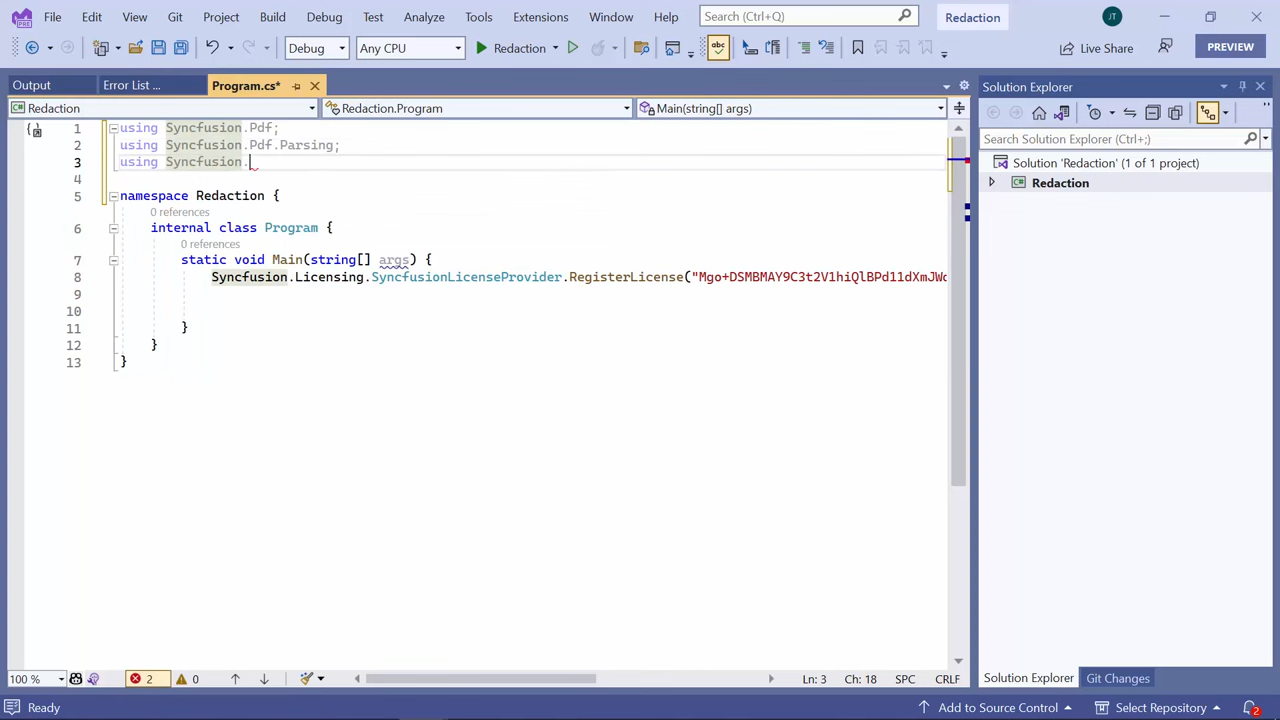 File Edit View Git Project Build Debug Test Analyze Tools Extensions Window Help Search (Ctrl+Q) Redaction JT
PRE
Debug Any CPU Redaction abc Live Share PREVIEW
Output Error List ... Program.cs* Solution Explorer
C# Redaction Redaction.Program Main(string[] args)
1 using Syncfusion.Pdf;
2 using Syncfusion.Pdf.Parsing;
3 using Syncfusion.
4
5 namespace Redaction {
0 references
6 internal class Program {
0 references
7 static void Main(string[] args) {
8 Syncfusion.Licensing.SyncfusionLicenseProvider.RegisterLicense("Mgo+DSMBMAY9C3t2V1hiQlBPd11dXmJWd
9
10
11 }
12 }
13 }
Search Solution Explorer (Ctrl+;)
Solution 'Redaction' (1 of 1 project)
C# Redaction
100 % 2 0 Ln: 3 Ch: 18 SPC CRLF
Solution Explorer Git Changes
Ready Add to Source Control Select Repository 2